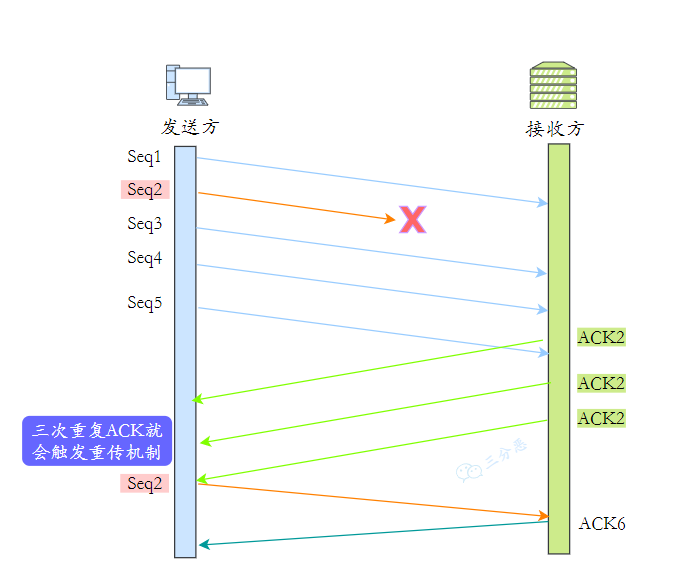 发送方
接收方
Seq1
Seq2
Seq3
Seq4
Seq5
ACK2
ACK2
ACK2
三次重复ACK就
会触发重传机制
三分恶
Seq2
ACK6